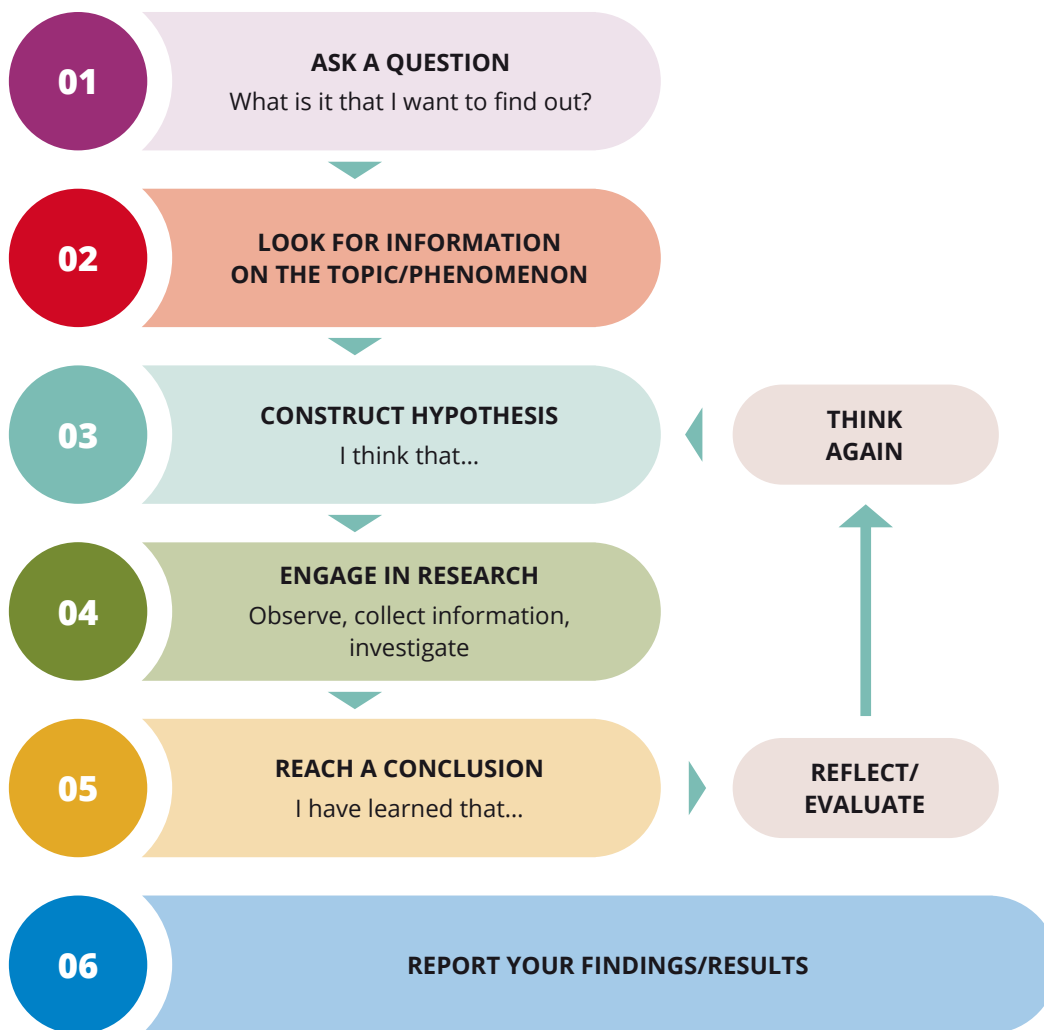 01
ASK A QUESTION
What is it that I want to find out?
02
LOOK FOR INFORMATION
ON THE TOPIC/PHENOMENON
03
CONSTRUCT HYPOTHESIS
I think that...
THINK
AGAIN
04
ENGAGE IN RESEARCH
Observe, collect information,
investigate
05
REACH A CONCLUSION
I have learned that...
REFLECT/
EVALUATE
06
REPORT YOUR FINDINGS/RESULTS